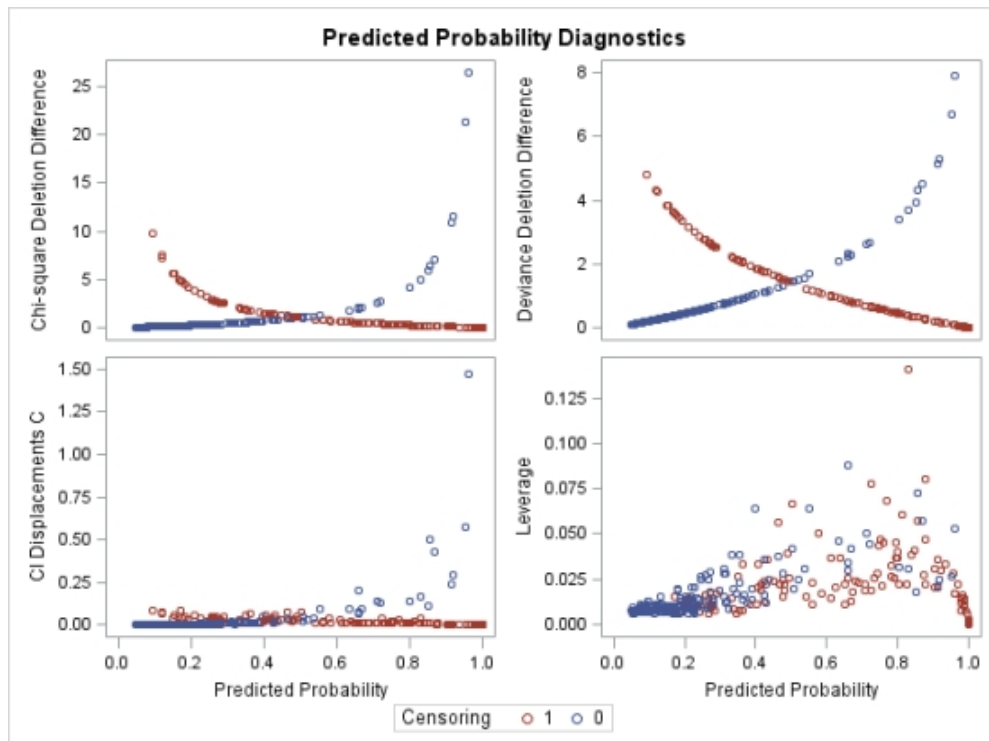 Predicted Probability Diagnostics
Chi-square Deletion Difference
25
20
15
10
5
0
Deviance Deletion Difference
8
6
4
2
0
CI Displacements C
1.50
1.25
1.00
0.75
0.50
0.25
0.00
0.0 0.2 0.4 0.6 0.8 1.0
Predicted Probability
Leverage
0.125
0.100
0.075
0.050
0.025
0.000
0.0 0.2 0.4 0.6 0.8 1.0
Predicted Probability
Censoring 1 0